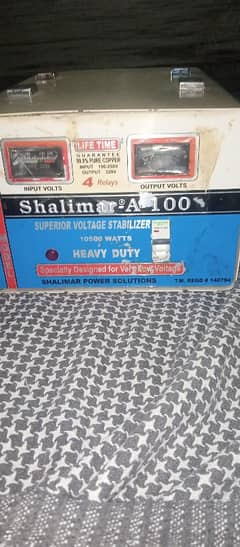 LIFE TIME
GUARANTEE
99.9% PURE COPPER
INPUT 100-250V
OUTPUT 220V
4 Relays
INPUT VOLTS
OUTPUT VOLTS
Shalimar® A-100
SUPERIOR VOLTAGE STABILIZER
10500 WATTS
HEAVY DUTY
Specially Designed for Very Low Voltage
SHALIMAR POWER SOLUTIONS